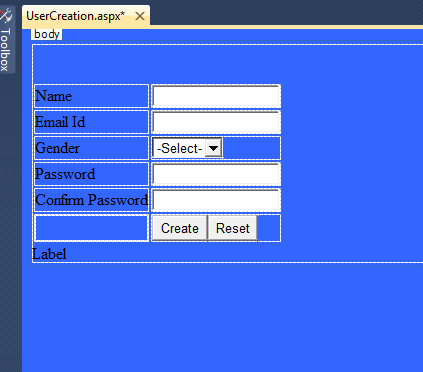 UserCreation.aspx*
Toolbox
body
Name
Email Id
Gender -Select-
Password
Confirm Password
Create Reset
Label